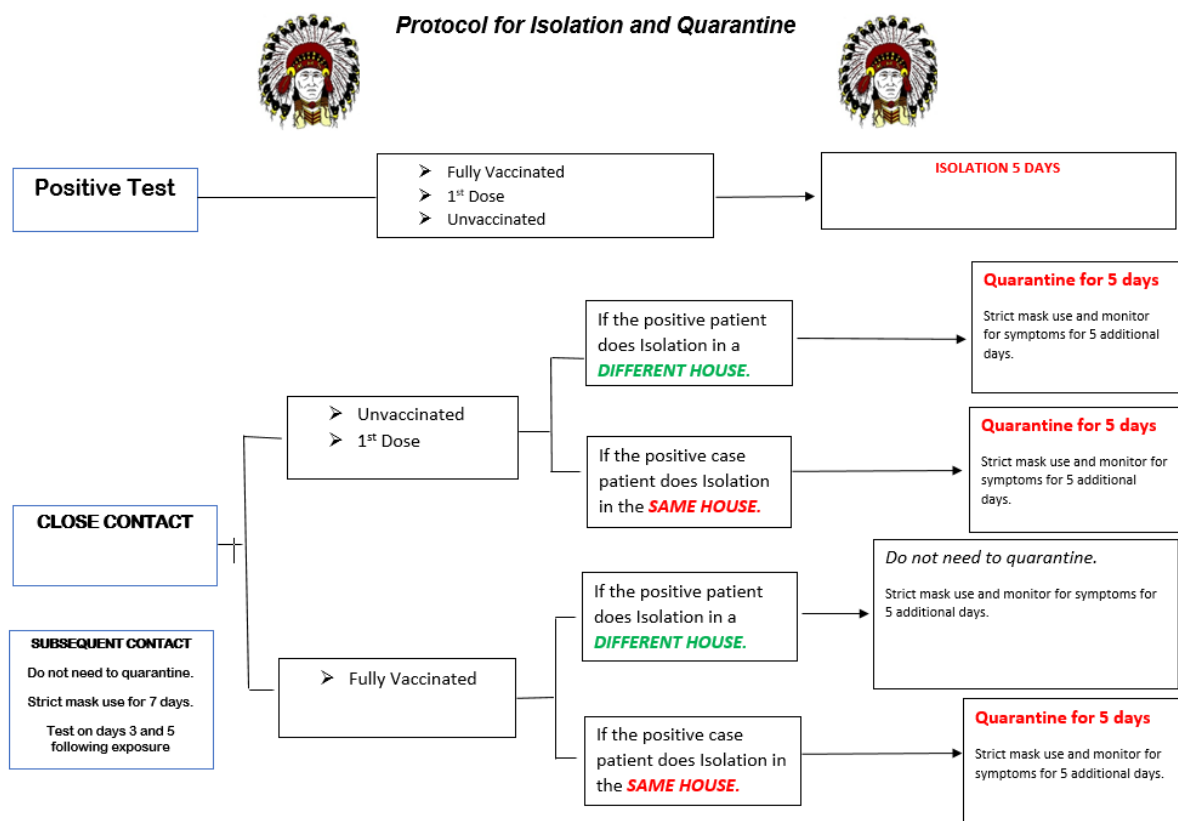 Protocol for Isolation and Quarantine
Positive Test
➢ Fully Vaccinated
➢ 1st Dose
➢ Unvaccinated
ISOLATION 5 DAYS
CLOSE CONTACT
➢ Unvaccinated
➢ 1st Dose
If the positive patient
does Isolation in a
DIFFERENT HOUSE.
Quarantine for 5 days
Strict mask use and monitor
for symptoms for 5 additional
days.
If the positive case
patient does Isolation
in the SAME HOUSE.
Quarantine for 5 days
Strict mask use and monitor for
symptoms for 5 additional
days.
➢ Fully Vaccinated
If the positive patient
does Isolation in a
DIFFERENT HOUSE.
Do not need to quarantine.
Strict mask use and monitor for symptoms for
5 additional days.
If the positive case
patient does Isolation in
the SAME HOUSE.
Quarantine for 5 days
Strict mask use and monitor for
symptoms for 5 additional days.
SUBSEQUENT CONTACT
Do not need to quarantine.
Strict mask use for 7 days.
Test on days 3 and 5
following exposure